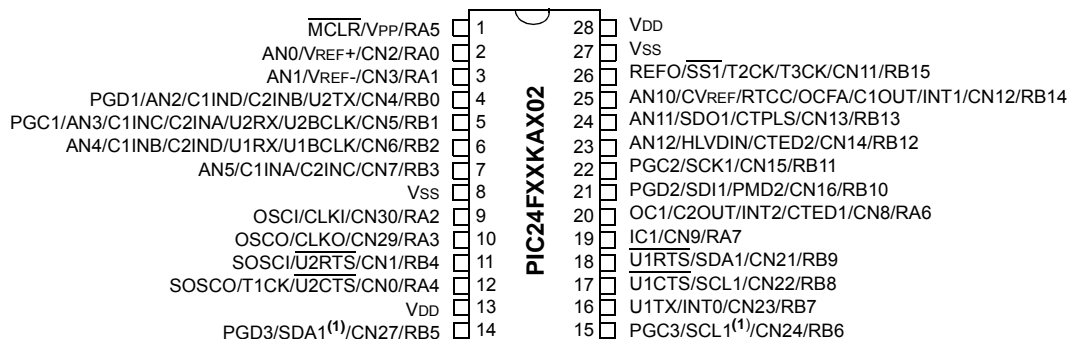 MCLR/VPP/RA5 1 28 VDD
AN0/VREF+/CN2/RA0 2 27 VSS
AN1/VREF-/CN3/RA1 3 26 REFO/SS1/T2CK/T3CK/CN11/RB15
PGD1/AN2/C1IND/C2INB/U2TX/CN4/RB0 4 25 AN10/CVREF/RTCC/OCFA/C1OUT/INT1/CN12/RB14
PGC1/AN3/C1INC/C2INA/U2RX/U2BCLK/CN5/RB1 5 24 AN11/SDO1/CTPLS/CN13/RB13
AN4/C1INB/C2IND/U1RX/U1BCLK/CN6/RB2 6 23 AN12/HLVDIN/CTED2/CN14/RB12
AN5/C1INA/C2INC/CN7/RB3 7 22 PGC2/SCK1/CN15/RB11
VSS 8 21 PGD2/SDI1/PMD2/CN16/RB10
OSCI/CLKI/CN30/RA2 9 20 OC1/C2OUT/INT2/CTED1/CN8/RA6
OSCO/CLKO/CN29/RA3 10 19 IC1/CN9/RA7
SOSCI/U2RTS/CN1/RB4 11 18 U1RTS/SDA1/CN21/RB9
SOSCO/T1CK/U2CTS/CN0/RA4 12 17 U1CTS/SCL1/CN22/RB8
VDD 13 16 U1TX/INT0/CN23/RB7
PGD3/SDA1(1)/CN27/RB5 14 15 PGC3/SCL1(1)/CN24/RB6
PIC24FXXKAX02